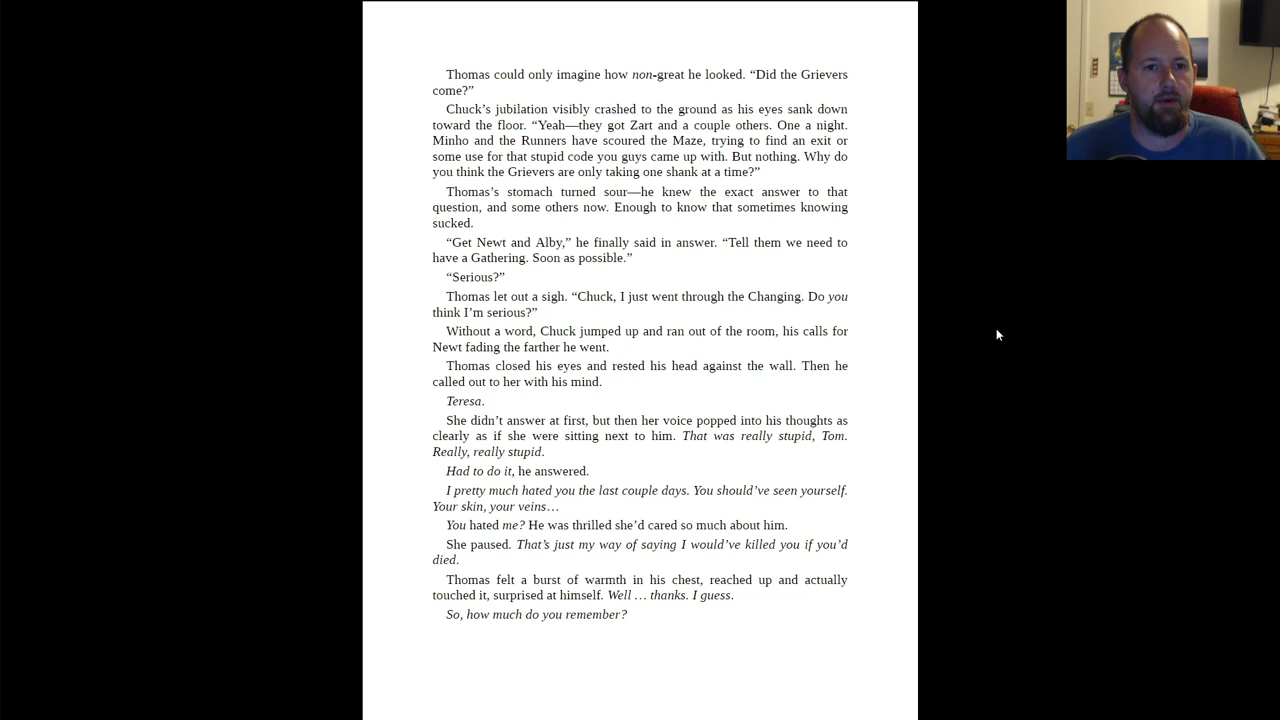 Thomas could only imagine how non-great he looked. “Did the Grievers
come?”
Chuck’s jubilation visibly crashed to the ground as his eyes sank down
toward the floor. “Yeah—they got Zart and a couple others. One a night.
Minho and the Runners have scoured the Maze, trying to find an exit or
some use for that stupid code you guys came up with. But nothing. Why do
you think the Grievers are only taking one shank at a time?”
Thomas’s stomach turned sour—he knew the exact answer to that
question, and some others now. Enough to know that sometimes knowing
sucked.
“Get Newt and Alby,” he finally said in answer. “Tell them we need to
have a Gathering. Soon as possible.”
“Serious?”
Thomas let out a sigh. “Chuck, I just went through the Changing. Do you
think I’m serious?”
Without a word, Chuck jumped up and ran out of the room, his calls for
Newt fading the farther he went.
Thomas closed his eyes and rested his head against the wall. Then he
called out to her with his mind.
Teresa.
She didn’t answer at first, but then her voice popped into his thoughts as
clearly as if she were sitting next to him. That was really stupid, Tom.
Really, really stupid.
Had to do it, he answered.
I pretty much hated you the last couple days. You should’ve seen yourself.
Your skin, your veins…
You hated me? He was thrilled she’d cared so much about him.
She paused. That’s just my way of saying I would’ve killed you if you’d
died.
Thomas felt a burst of warmth in his chest, reached up and actually
touched it, surprised at himself. Well … thanks. I guess.
So, how much do you remember?